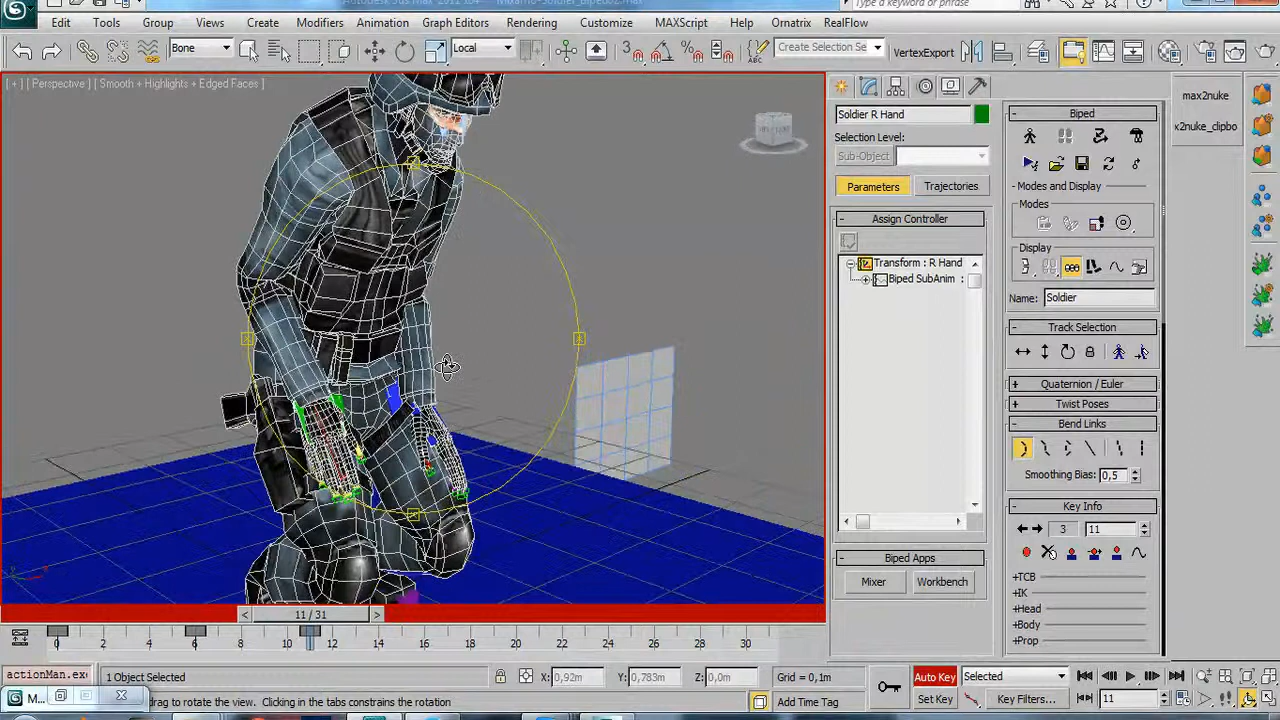 Edit Tools Group Views Create Modifiers Animation Graph Editors Rendering Customize MAXScript Help Ornatrix RealFlow
Bone Local Create Selection Se VertexExport
[ + ] [ Perspective ] [ Smooth + Highlights + Edged Faces ]
Soldier R Hand
Selection Level:
Sub-Object
Parameters Trajectories
- Assign Controller
Transform : R Hand
Biped SubAnim :
- Biped Apps
Mixer Workbench
- Biped
- Modes and Display
Modes
Display
Name: Soldier
- Track Selection
+ Quaternion / Euler
+ Twist Poses
- Bend Links
Smoothing Bias: 0,5
- Key Info
3 11
+TCB
+IK
+Head
+Body
+Prop
max2nuke
x2nuke_clipbo
< 11 / 31 >
0 2 4 6 8 10 12 14 16 18 20 22 24 26 28 30
actionMan.ex 1 Object Selected X: 0,92m Y: 0,783m Z: 0,0m Grid = 0,1m Auto Key Selected
M... drag to rotate the view. Clicking in the tabs constrains the rotation Add Time Tag Set Key Key Filters... 11